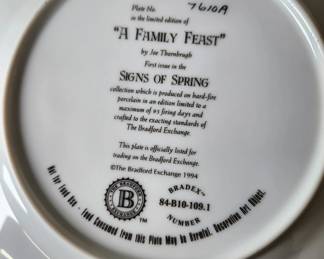 Plate No. 7610A
in the limited edition of
"A FAMILY FEAST"
by Joe Thornbrugh
First issue in the
SIGNS OF SPRING
collection which is produced on hard-fire
porcelain in an edition limited to a
maximum of 95 firing days and
crafted to the exacting standards of
The Bradford Exchange.
This plate is officially listed for
trading on the Bradford Exchange.
©The Bradford Exchange 1994
THE BRADFORD
B
EXCHANGE
TM
BRADEX-
84-B10-109.1
NUMBER
Not for Food Use - Food Consumed from this Plate May be Harmful. Decorative Art Object.